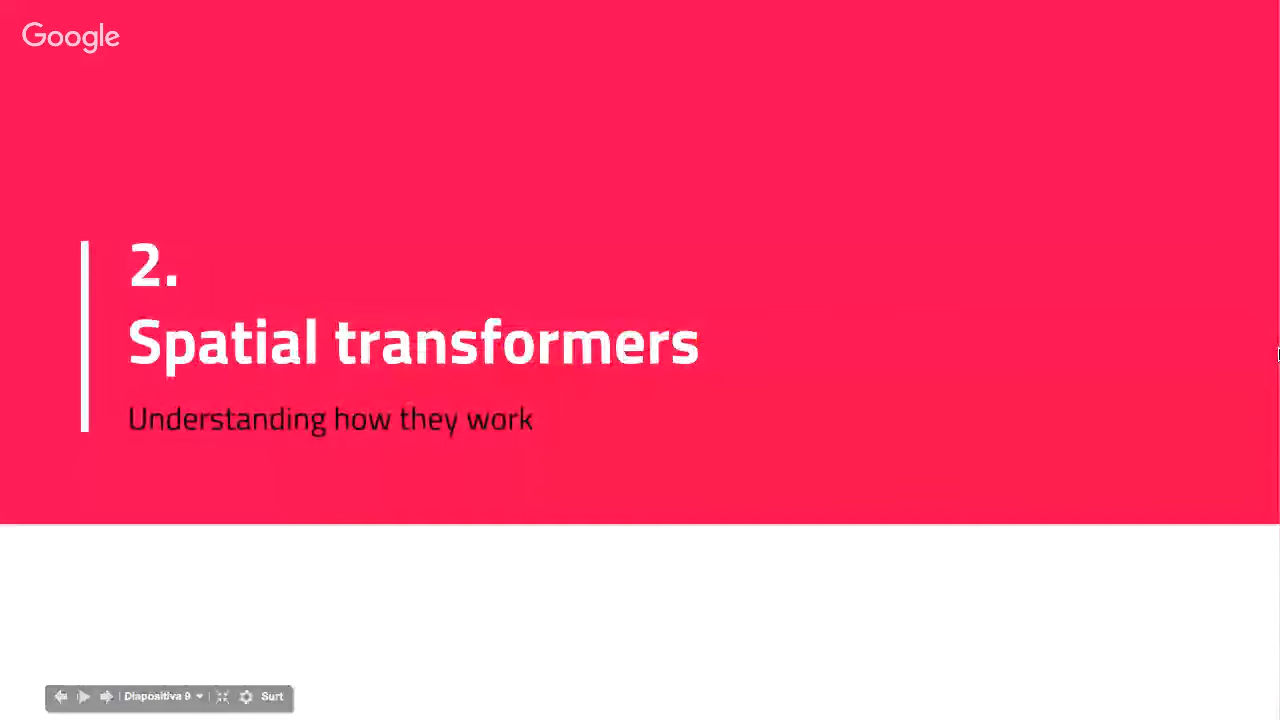 Google
2.
Spatial transformers
Understanding how they work
Diapositiva 9
Surt